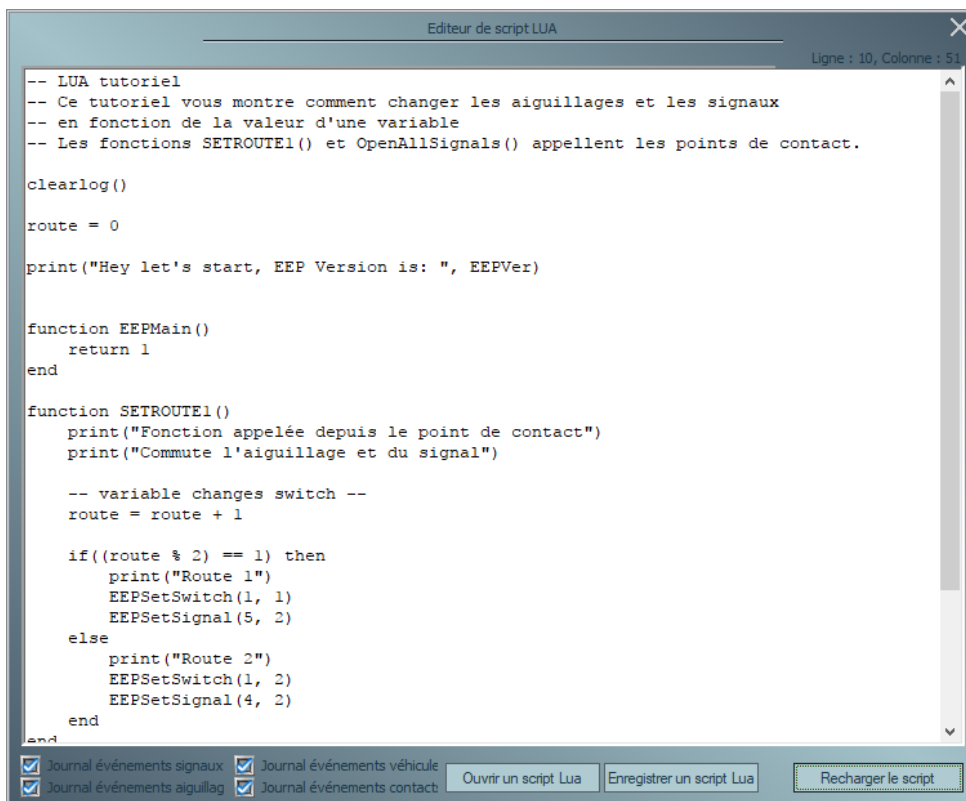 Editeur de script LUA
Ligne : 10, Colonne : 51
-- LUA tutoriel
-- Ce tutoriel vous montre comment changer les aiguillages et les signaux
-- en fonction de la valeur d'une variable
-- Les fonctions SETROUTE1() et OpenAllSignals() appellent les points de contact.

clearlog()

route = 0

print("Hey let's start, EEP Version is: ", EEPVer)


function EEPMain()
    return 1
end

function SETROUTE1()
    print("Fonction appelée depuis le point de contact")
    print("Commute l'aiguillage et du signal")

    -- variable changes switch --
    route = route + 1

    if((route % 2) == 1) then
        print("Route 1")
        EEPSetSwitch(1, 1)
        EEPSetSignal(5, 2)
    else
        print("Route 2")
        EEPSetSwitch(1, 2)
        EEPSetSignal(4, 2)
    end
end
Journal événements signaux
Journal événements véhicule
Journal événements aiguillag
Journal événements contact
Ouvrir un script Lua
Enregistrer un script Lua
Recharger le script